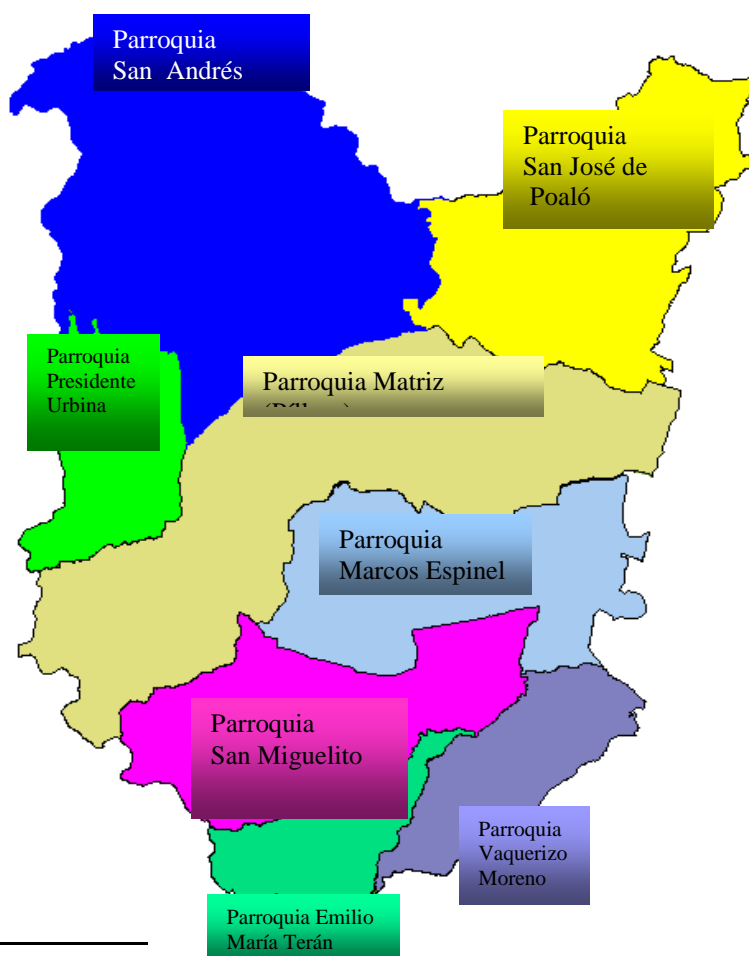 Parroquia
San Andrés
Parroquia
San José de
Poaló
Parroquia
Presidente
Urbina
Parroquia Matriz
Parroquia
Marcos Espinel
Parroquia
San Miguelito
Parroquia
Vaquerizo
Moreno
Parroquia Emilio
María Terán